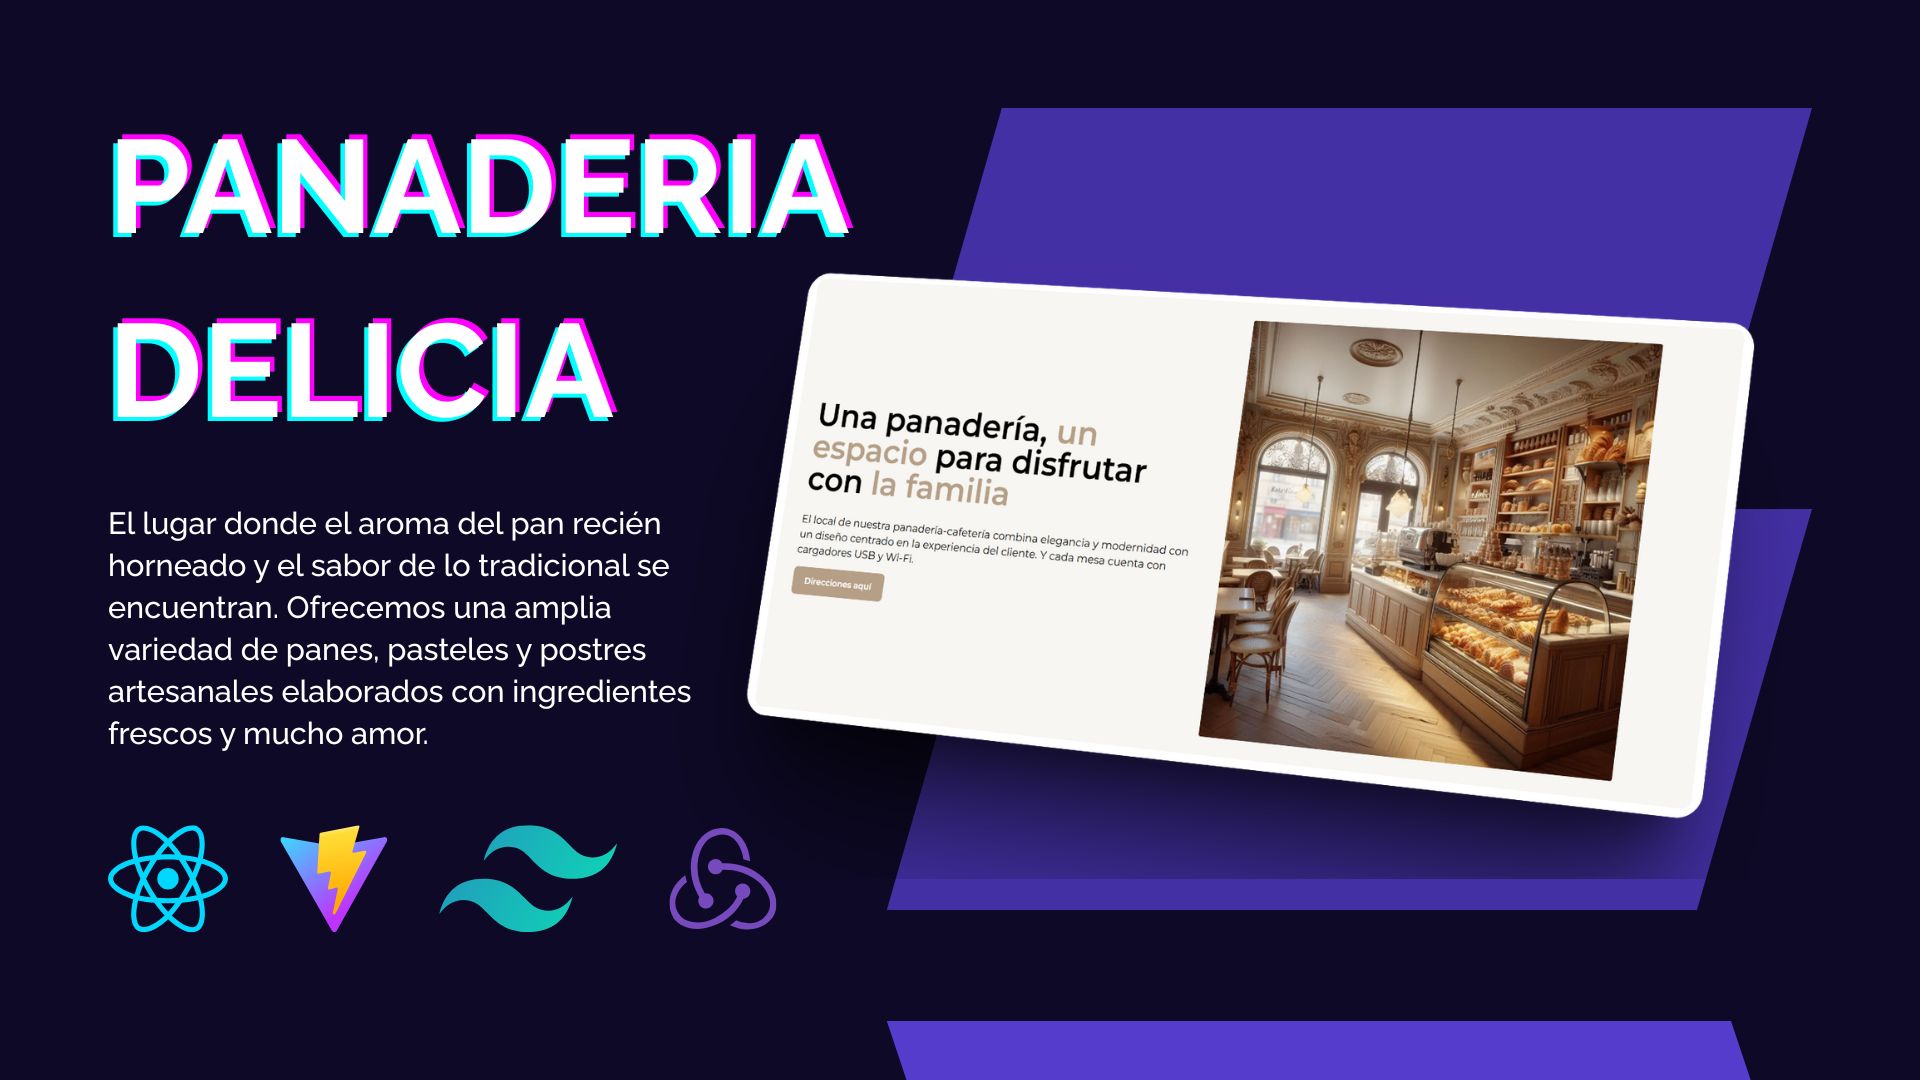 PANADERIA
DELICIA
El lugar donde el aroma del pan recién
horneado y el sabor de lo tradicional se
encuentran. Ofrecemos una amplia
variedad de panes, pasteles y postres
artesanales elaborados con ingredientes
frescos y mucho amor.
Una panadería, un
espacio para disfrutar
con la familia
El local de nuestra panadería-cafetería combina elegancia y modernidad con
un diseño centrado en la experiencia del cliente. Y cada mesa cuenta con
cargadores USB y Wi-Fi.
Direcciones aquí